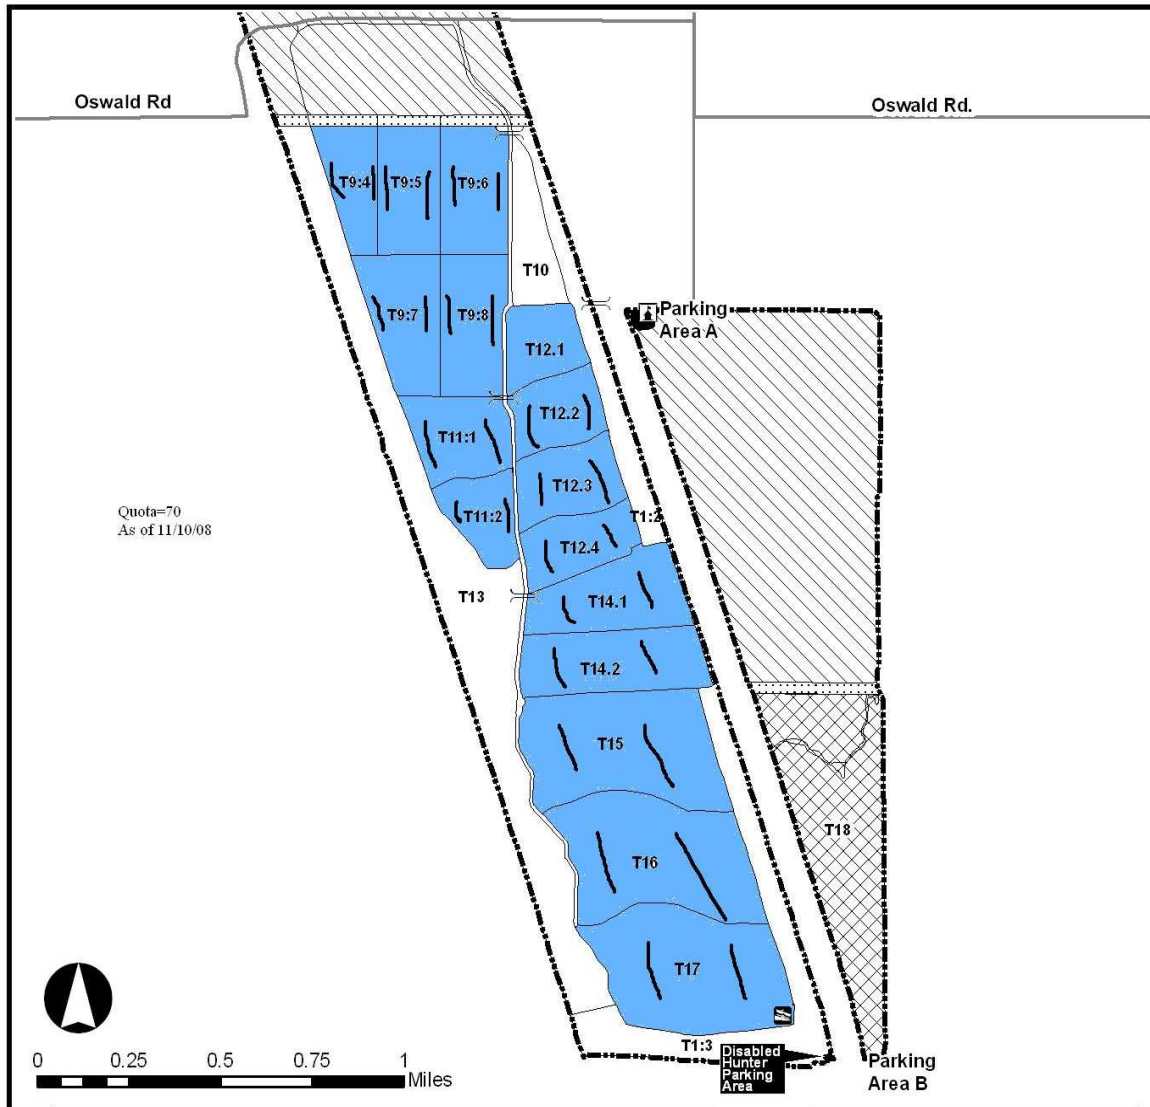 Oswald Rd
Oswald Rd.
T9:4
T9:5
T9:6
T10
T9:7
T9:8
Parking
Area A
T12.1
T12.2
T11:1
T12.3
T11:2
T1:2
Quota=70
As of 11/10/08
T12.4
T13
T14.1
T14.2
T15
T18
T16
T17
T1:3
Disabled
Hunter
Parking
Area
Parking
Area B
0 0.25 0.5 0.75 1
Miles